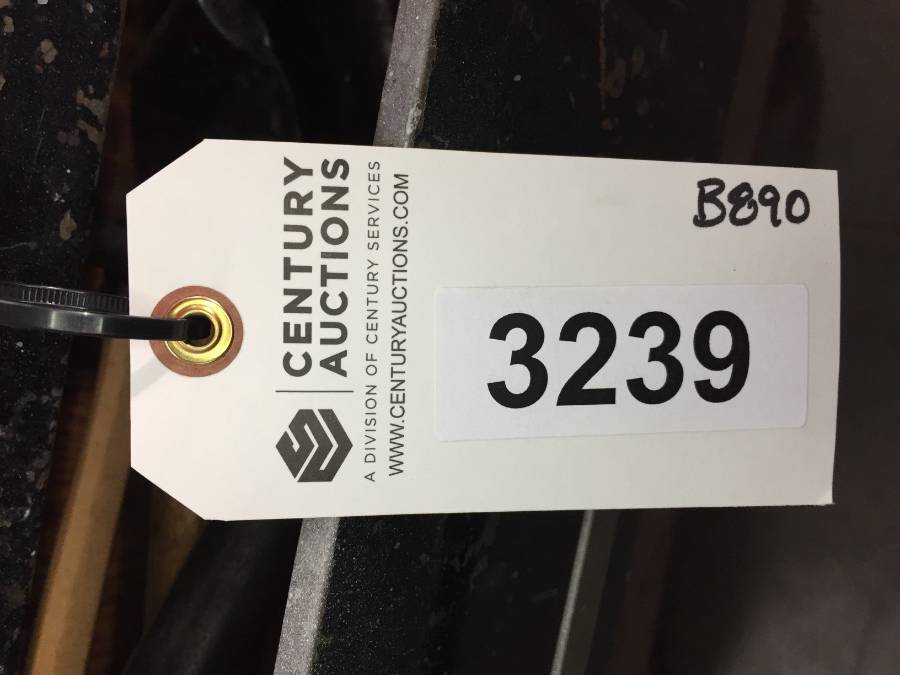 CENTURY
AUCTIONS
A DIVISION OF CENTURY SERVICES
WWW.CENTURYAUCTIONS.COM
B890
3239